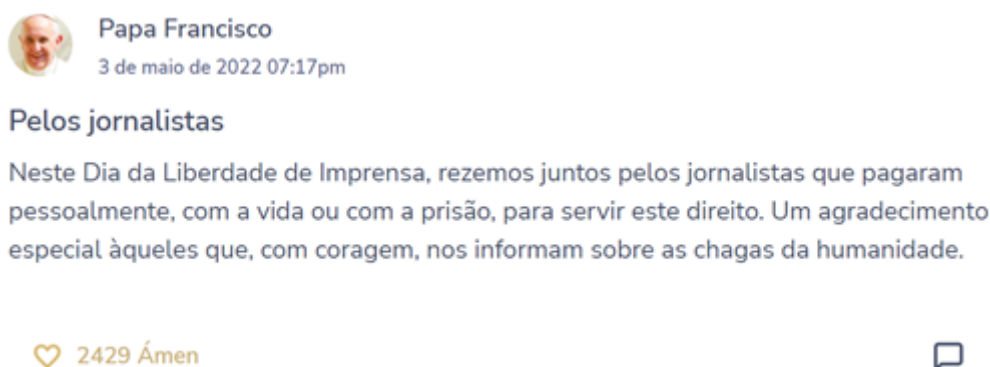 Papa Francisco
3 de maio de 2022 07:17pm
Pelos jornalistas
Neste Dia da Liberdade de Imprensa, rezemos juntos pelos jornalistas que pagaram
pessoalmente, com a vida ou com a prisão, para servir este direito. Um agradecimento
especial àqueles que, com coragem, nos informam sobre as chagas da humanidade.
2429 Ámen